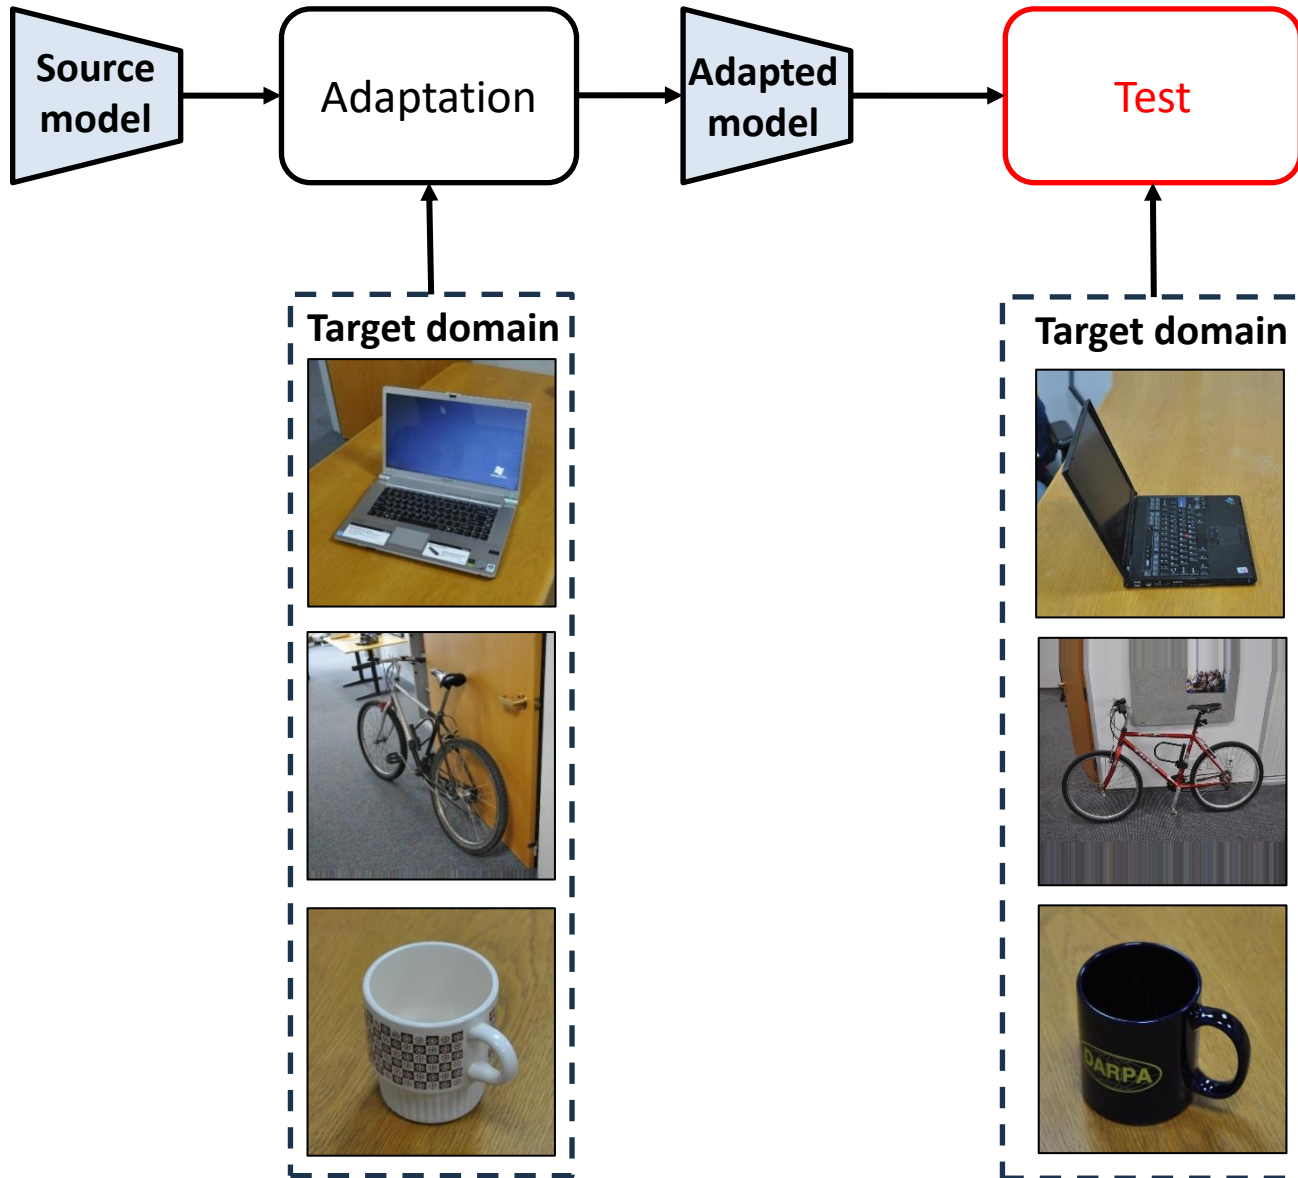 Source
model
Adaptation
Adapted
model
Test
Target domain
Target domain
DARPA